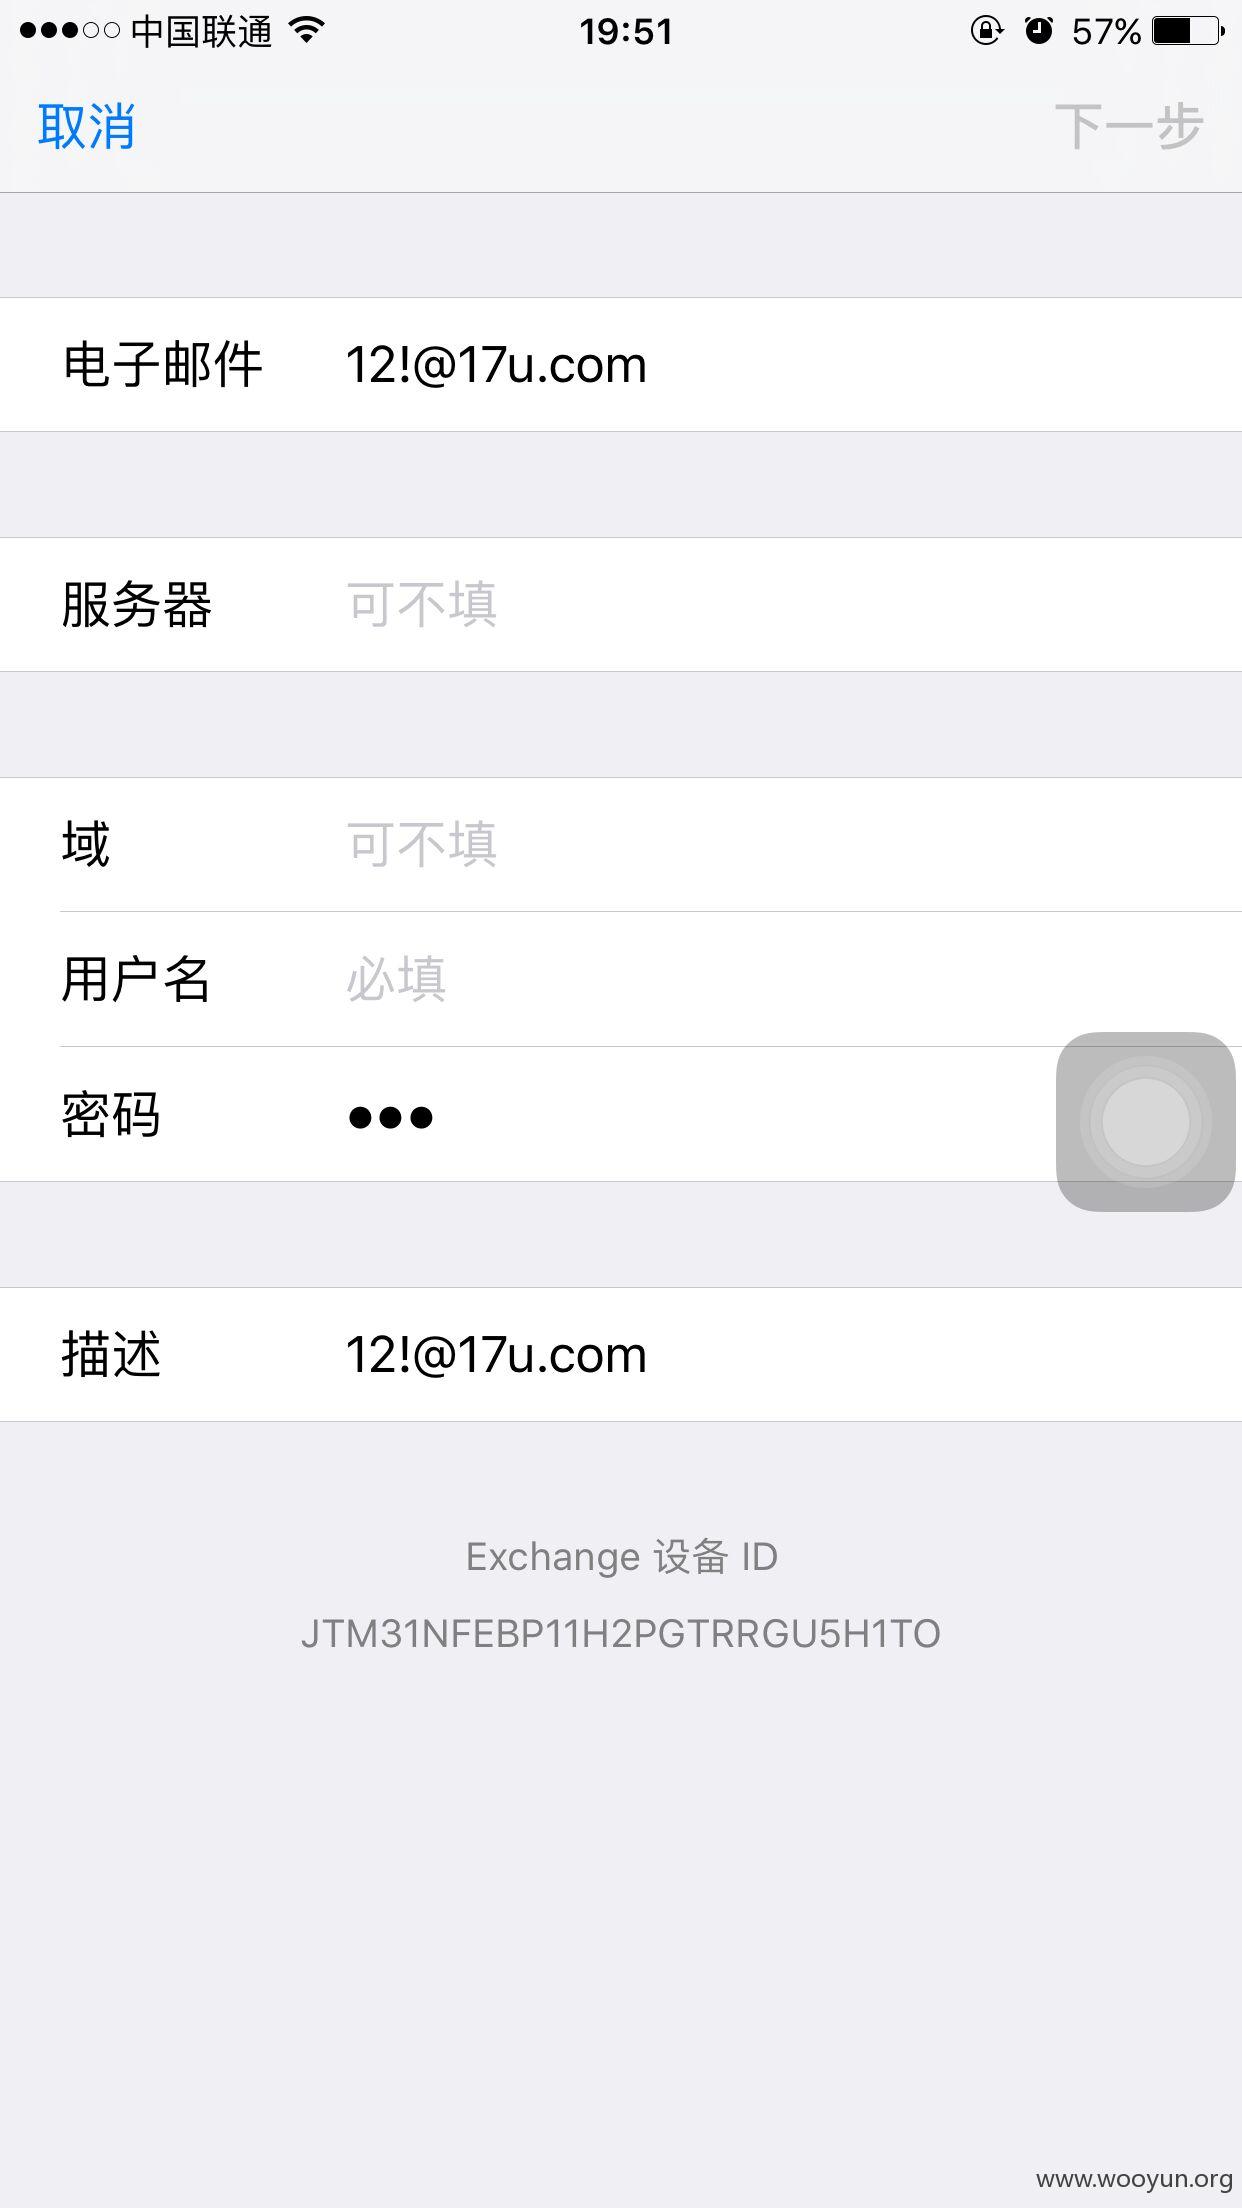 中国联通 19:51 57%
取消 下一步
电子邮件 12!@17u.com
服务器 可不填
域 可不填
用户名 必填
密码 •••
描述 12!@17u.com
Exchange 设备 ID
JTM31NFEBP11H2PGTRRGU5H1TO
www.wooyun.org